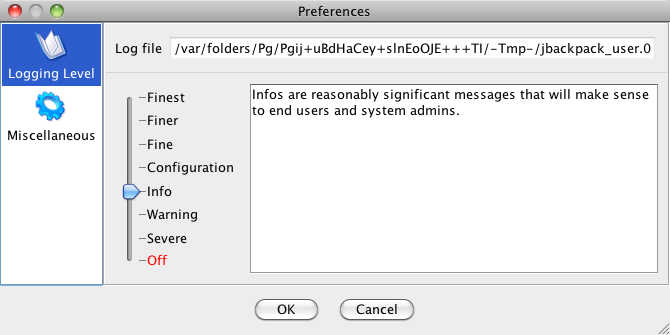 Preferences
Logging Level
Miscellaneous
Log file /var/folders/Pg/Pgij+uBdHaCey+slnEoOJE+++TI/-Tmp-/jbackpack_user.0
Finest
Finer
Fine
Configuration
Info
Warning
Severe
Off
Infos are reasonably significant messages that will make sense
to end users and system admins.
OK
Cancel